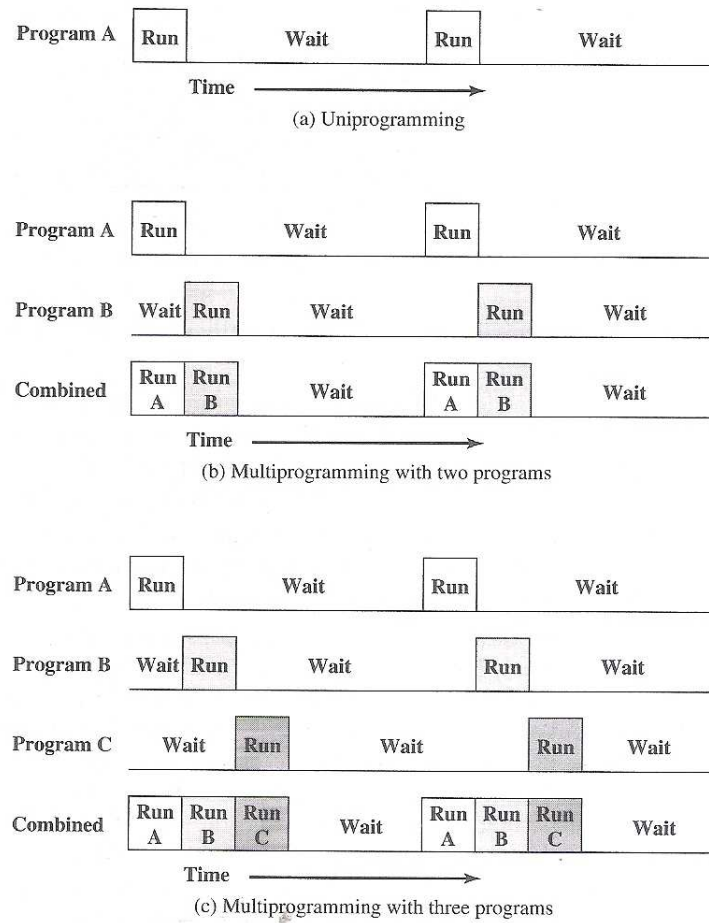 Program A Run Wait Run Wait
Time
(a) Uniprogramming
Program A Run Wait Run Wait
Program B Wait Run Wait Run Wait
Combined Run A Run B Wait Run A Run B Wait
Time
(b) Multiprogramming with two programs
Program A Run Wait Run Wait
Program B Wait Run Wait Run Wait
Program C Wait Run Wait Run Wait
Combined Run A Run B Run C Wait Run A Run B Run C Wait
Time
(c) Multiprogramming with three programs